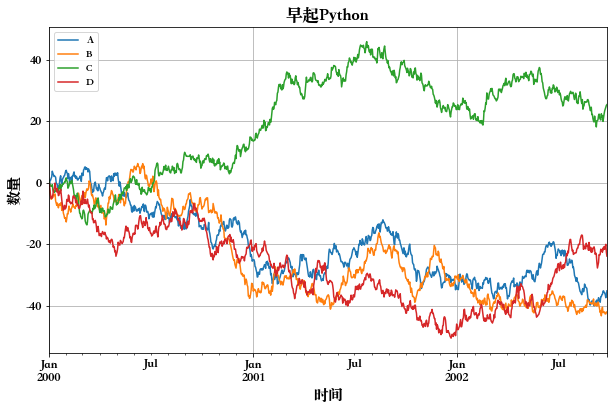 早起Python
A
B
C
D
40
20
0
-20
-40
数量
Jan
2000
Jul
Jan
2001
Jul
Jan
2002
Jul
时间